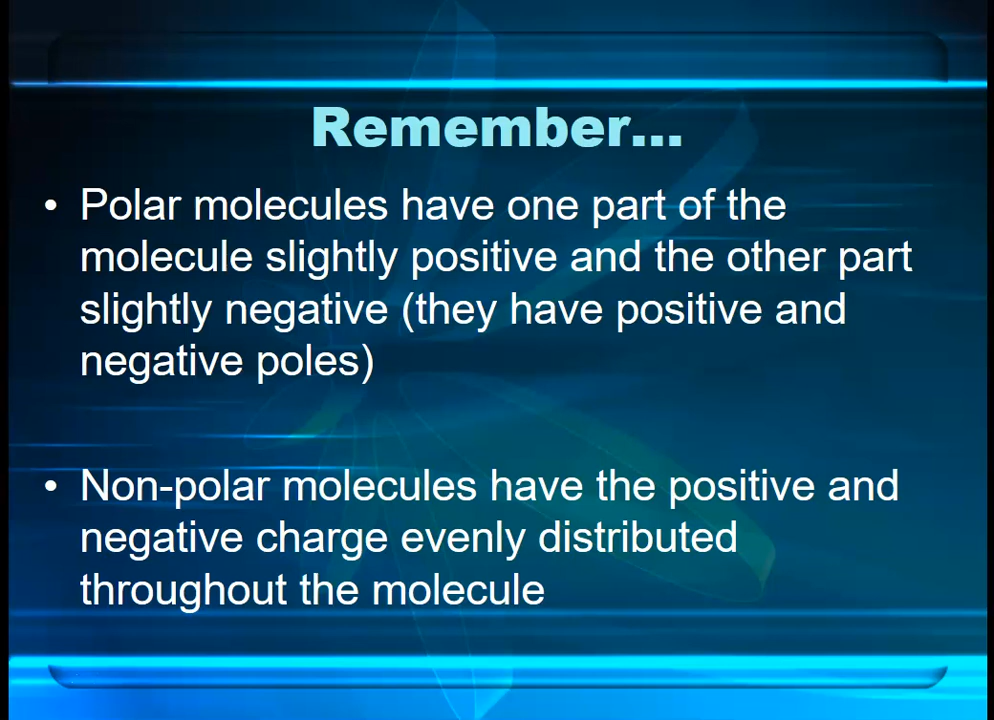 Remember...
• Polar molecules have one part of the
molecule slightly positive and the other part
slightly negative (they have positive and
negative poles)
• Non-polar molecules have the positive and
negative charge evenly distributed
throughout the molecule